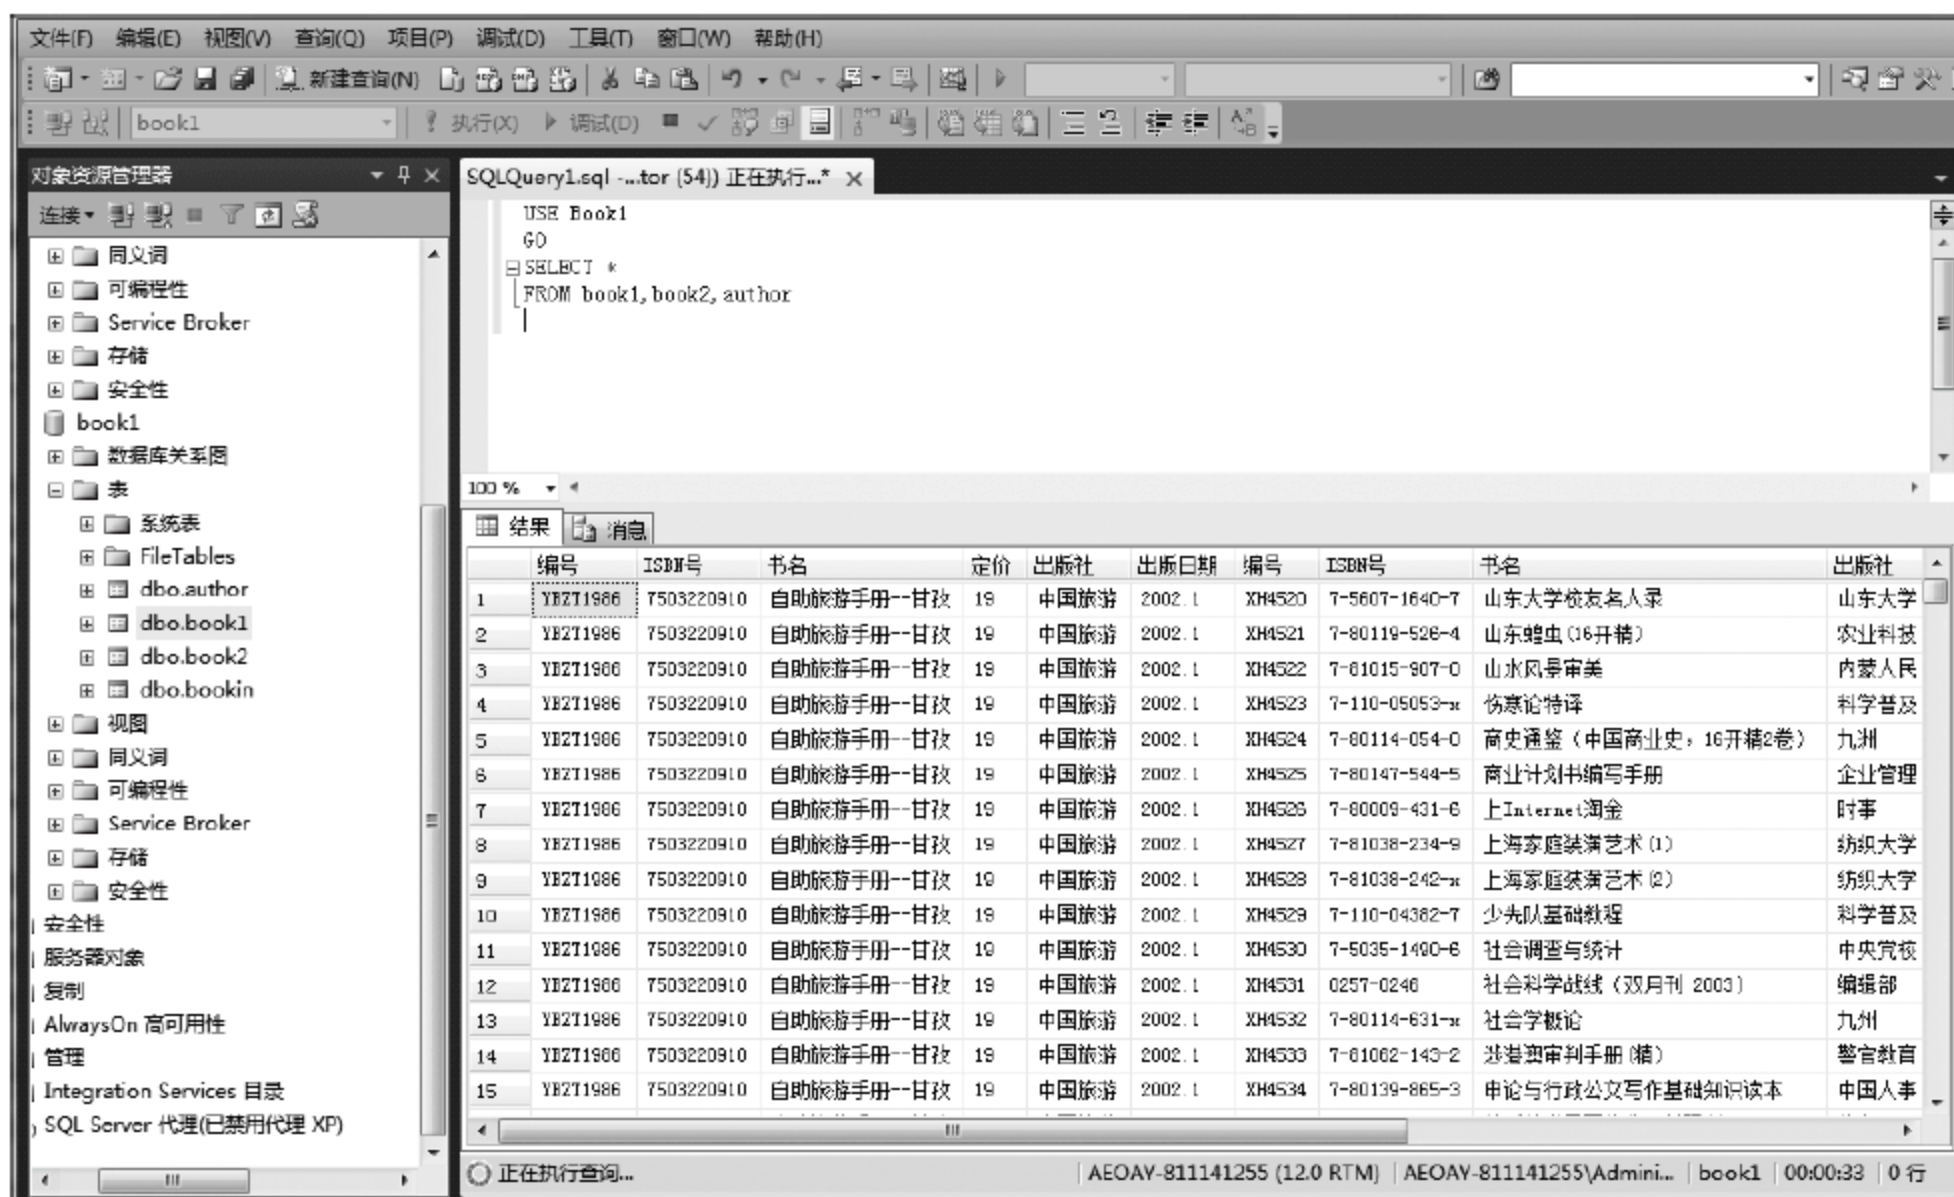 文件(F) 编辑(E) 视图(V) 查询(Q) 项目(P) 调试(D) 工具(T) 窗口(W) 帮助(H)
新建查询(N)
book1 执行(X) 调试(D)
对象资源管理器
连接
同义词
可编程性
Service Broker
存储
安全性
book1
数据库关系图
表
系统表
FileTables
dbo.author
dbo.book1
dbo.book2
dbo.bookin
视图
同义词
可编程性
Service Broker
存储
安全性
安全性
服务器对象
复制
AlwaysOn 高可用性
管理
Integration Services 目录
SQL Server 代理(已禁用代理 XP)
SQLQuery1.sql -...tor (54)) 正在执行...*
USE Book1
GO
SELECT *
FROM book1,book2,author
100 %
结果 消息
编号 ISBN号 书名 定价 出版社 出版日期 编号 ISBN号 书名 出版社
1 YBZT1986 7503220910 自助旅游手册--甘孜 19 中国旅游 2002.1 XH4520 7-5607-1640-7 山东大学校友名人录 山东大学
2 YBZT1986 7503220910 自助旅游手册--甘孜 19 中国旅游 2002.1 XH4521 7-80119-526-4 山东蝗虫(16开精) 农业科技
3 YBZT1986 7503220910 自助旅游手册--甘孜 19 中国旅游 2002.1 XH4522 7-81015-907-0 山水风景审美 内蒙人民
4 YBZT1986 7503220910 自助旅游手册--甘孜 19 中国旅游 2002.1 XH4523 7-110-05053-x 伤寒论特译 科学普及
5 YBZT1986 7503220910 自助旅游手册--甘孜 19 中国旅游 2002.1 XH4524 7-80114-054-0 商史通鉴（中国商业史，16开精2卷） 九洲
6 YBZT1986 7503220910 自助旅游手册--甘孜 19 中国旅游 2002.1 XH4525 7-80147-544-5 商业计划书编写手册 企业管理
7 YBZT1986 7503220910 自助旅游手册--甘孜 19 中国旅游 2002.1 XH4526 7-80009-431-6 上Internet淘金 时事
8 YBZT1986 7503220910 自助旅游手册--甘孜 19 中国旅游 2002.1 XH4527 7-81038-234-9 上海家庭装潢艺术(1) 纺织大学
9 YBZT1986 7503220910 自助旅游手册--甘孜 19 中国旅游 2002.1 XH4528 7-81038-242-x 上海家庭装潢艺术(2) 纺织大学
10 YBZT1986 7503220910 自助旅游手册--甘孜 19 中国旅游 2002.1 XH4529 7-110-04382-7 少先队基础教程 科学普及
11 YBZT1986 7503220910 自助旅游手册--甘孜 19 中国旅游 2002.1 XH4530 7-5035-1490-6 社会调查与统计 中央党校
12 YBZT1986 7503220910 自助旅游手册--甘孜 19 中国旅游 2002.1 XH4531 0257-0246 社会科学战线（双月刊 2003） 编辑部
13 YBZT1986 7503220910 自助旅游手册--甘孜 19 中国旅游 2002.1 XH4532 7-80114-631-x 社会学概论 九州
14 YBZT1986 7503220910 自助旅游手册--甘孜 19 中国旅游 2002.1 XH4533 7-81062-143-2 涉港澳审判手册(精) 警官教育
15 YBZT1986 7503220910 自助旅游手册--甘孜 19 中国旅游 2002.1 XH4534 7-80139-865-3 申论与行政公文写作基础知识读本 中国人事
正在执行查询... AEOAY-811141255 (12.0 RTM) AEOAY-811141255\Admini... book1 00:00:33 0 行